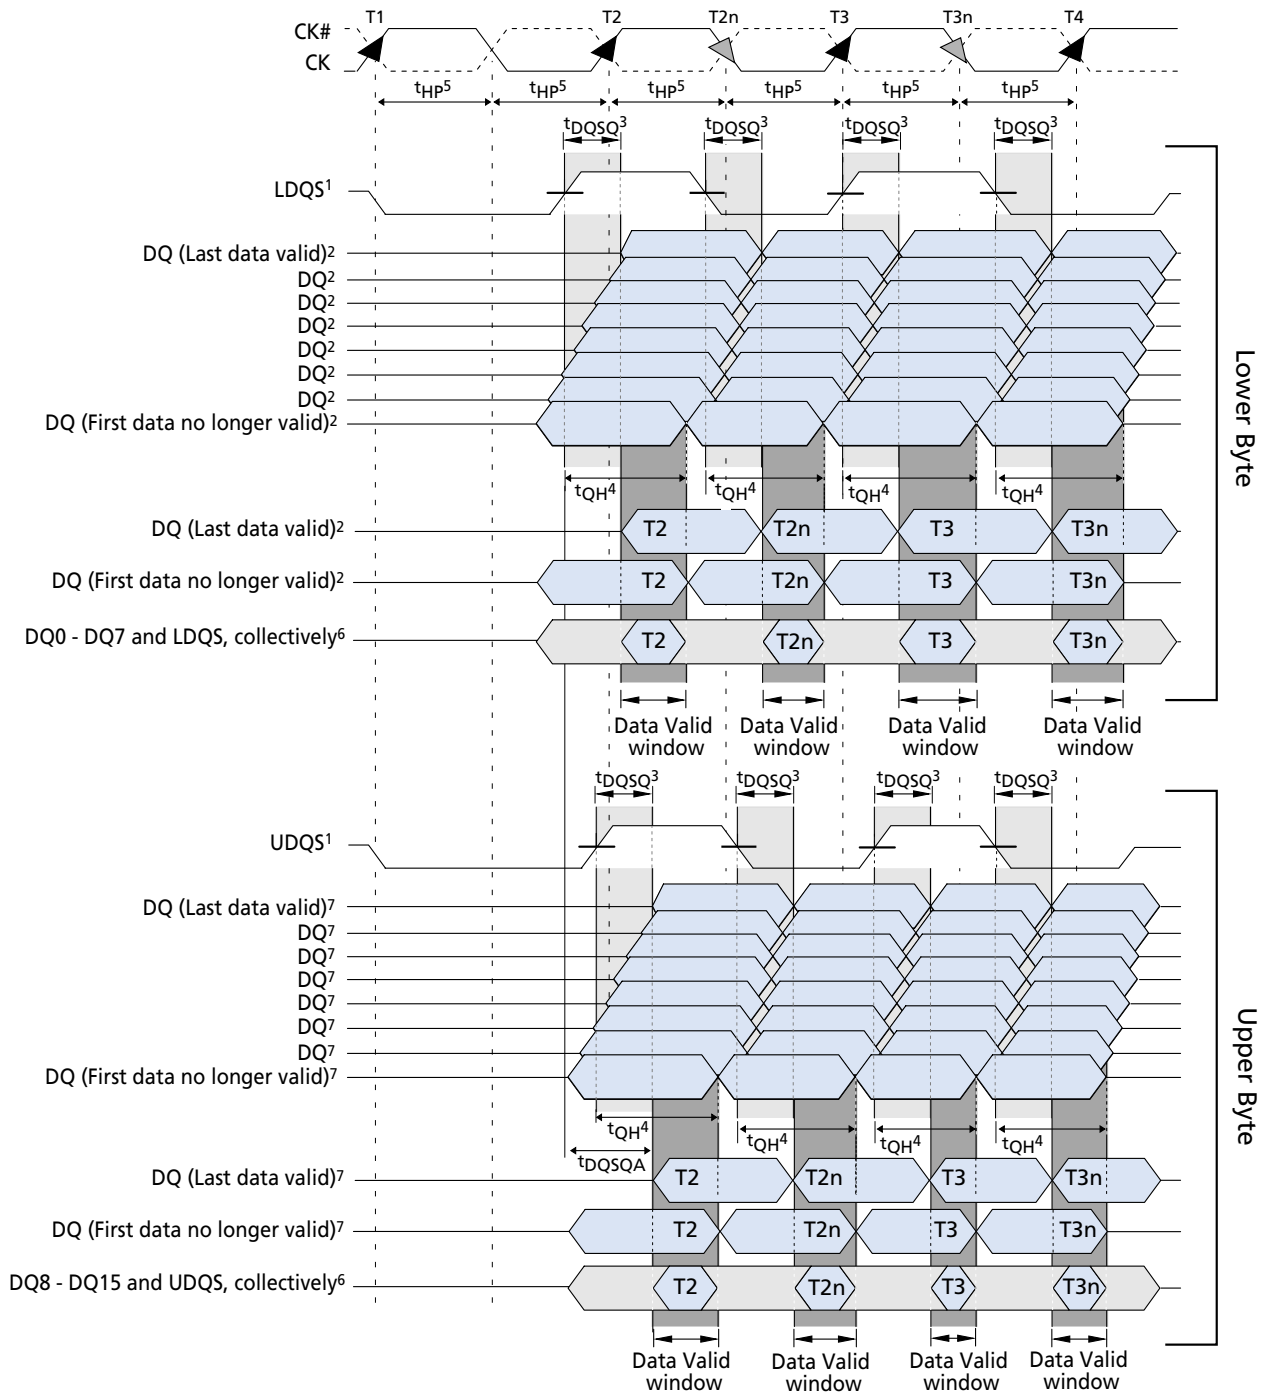 T1 T2 T2n T3 T3n T4
CK#
CK
tHP5 tHP5 tHP5 tHP5 tHP5 tHP5
tDQSQ3 tDQSQ3 tDQSQ3 tDQSQ3
LDQS1
DQ (Last data valid)2
DQ2
DQ2
DQ2
DQ2
DQ2
DQ2
DQ (First data no longer valid)2
tQH4 tQH4 tQH4 tQH4
DQ (Last data valid)2 T2 T2n T3 T3n
DQ (First data no longer valid)2 T2 T2n T3 T3n
DQ0 - DQ7 and LDQS, collectively6 T2 T2n T3 T3n
Data Valid window Data Valid window Data Valid window Data Valid window
Lower Byte
tDQSQ3 tDQSQ3 tDQSQ3 tDQSQ3
UDQS1
DQ (Last data valid)7
DQ7
DQ7
DQ7
DQ7
DQ7
DQ7
DQ (First data no longer valid)7
tQH4 tQH4 tQH4 tQH4
tDQSQA
DQ (Last data valid)7 T2 T2n T3 T3n
DQ (First data no longer valid)7 T2 T2n T3 T3n
DQ8 - DQ15 and UDQS, collectively6 T2 T2n T3 T3n
Data Valid window Data Valid window Data Valid window Data Valid window
Upper Byte